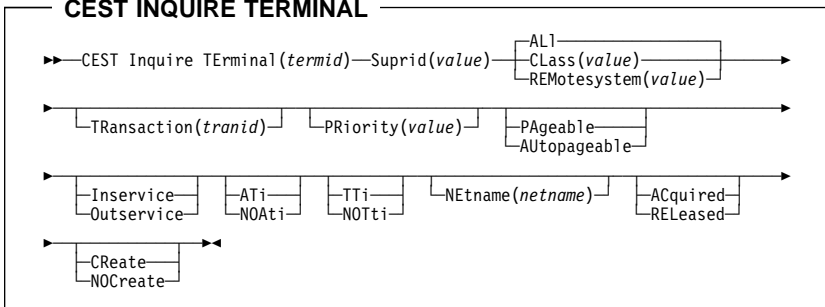 CEST INQUIRE TERMINAL
ALl
CEST Inquire TErminal(termid) Suprid(value) CLass(value)
REMotesystem(value)
TRansaction(tranid) PRiority(value) PAgeable
AUtopageable
Inservice ATi TTi NEtname(netname) ACquired
Outservice NOAti NOTti RELeased
CReate
NOCreate